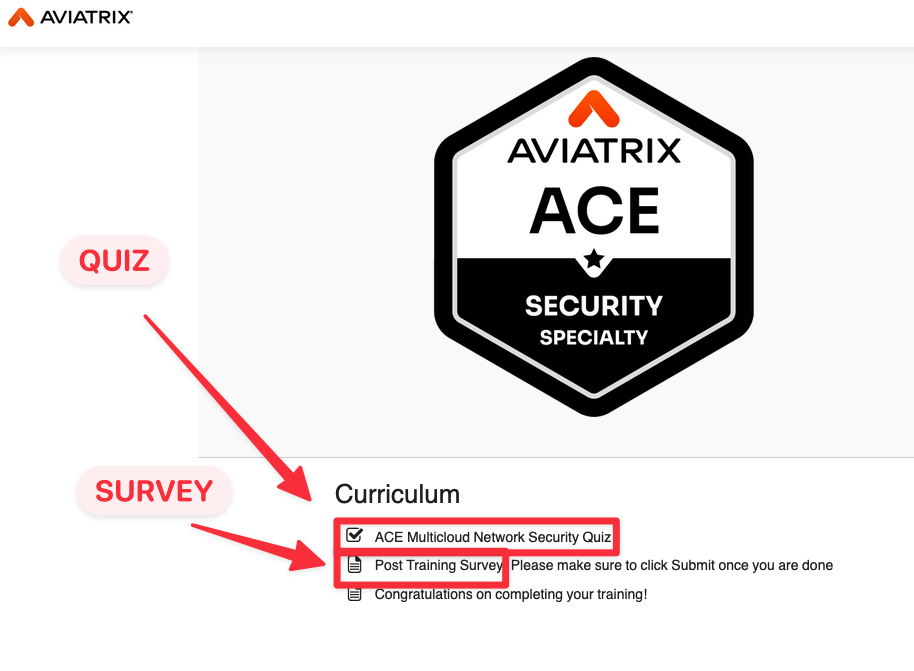 AVIATRIX
AVIATRIX
ACE
SECURITY
SPECIALTY
QUIZ
SURVEY
Curriculum
ACE Multicloud Network Security Quiz
Post Training Survey. Please make sure to click Submit once you are done
Congratulations on completing your training!